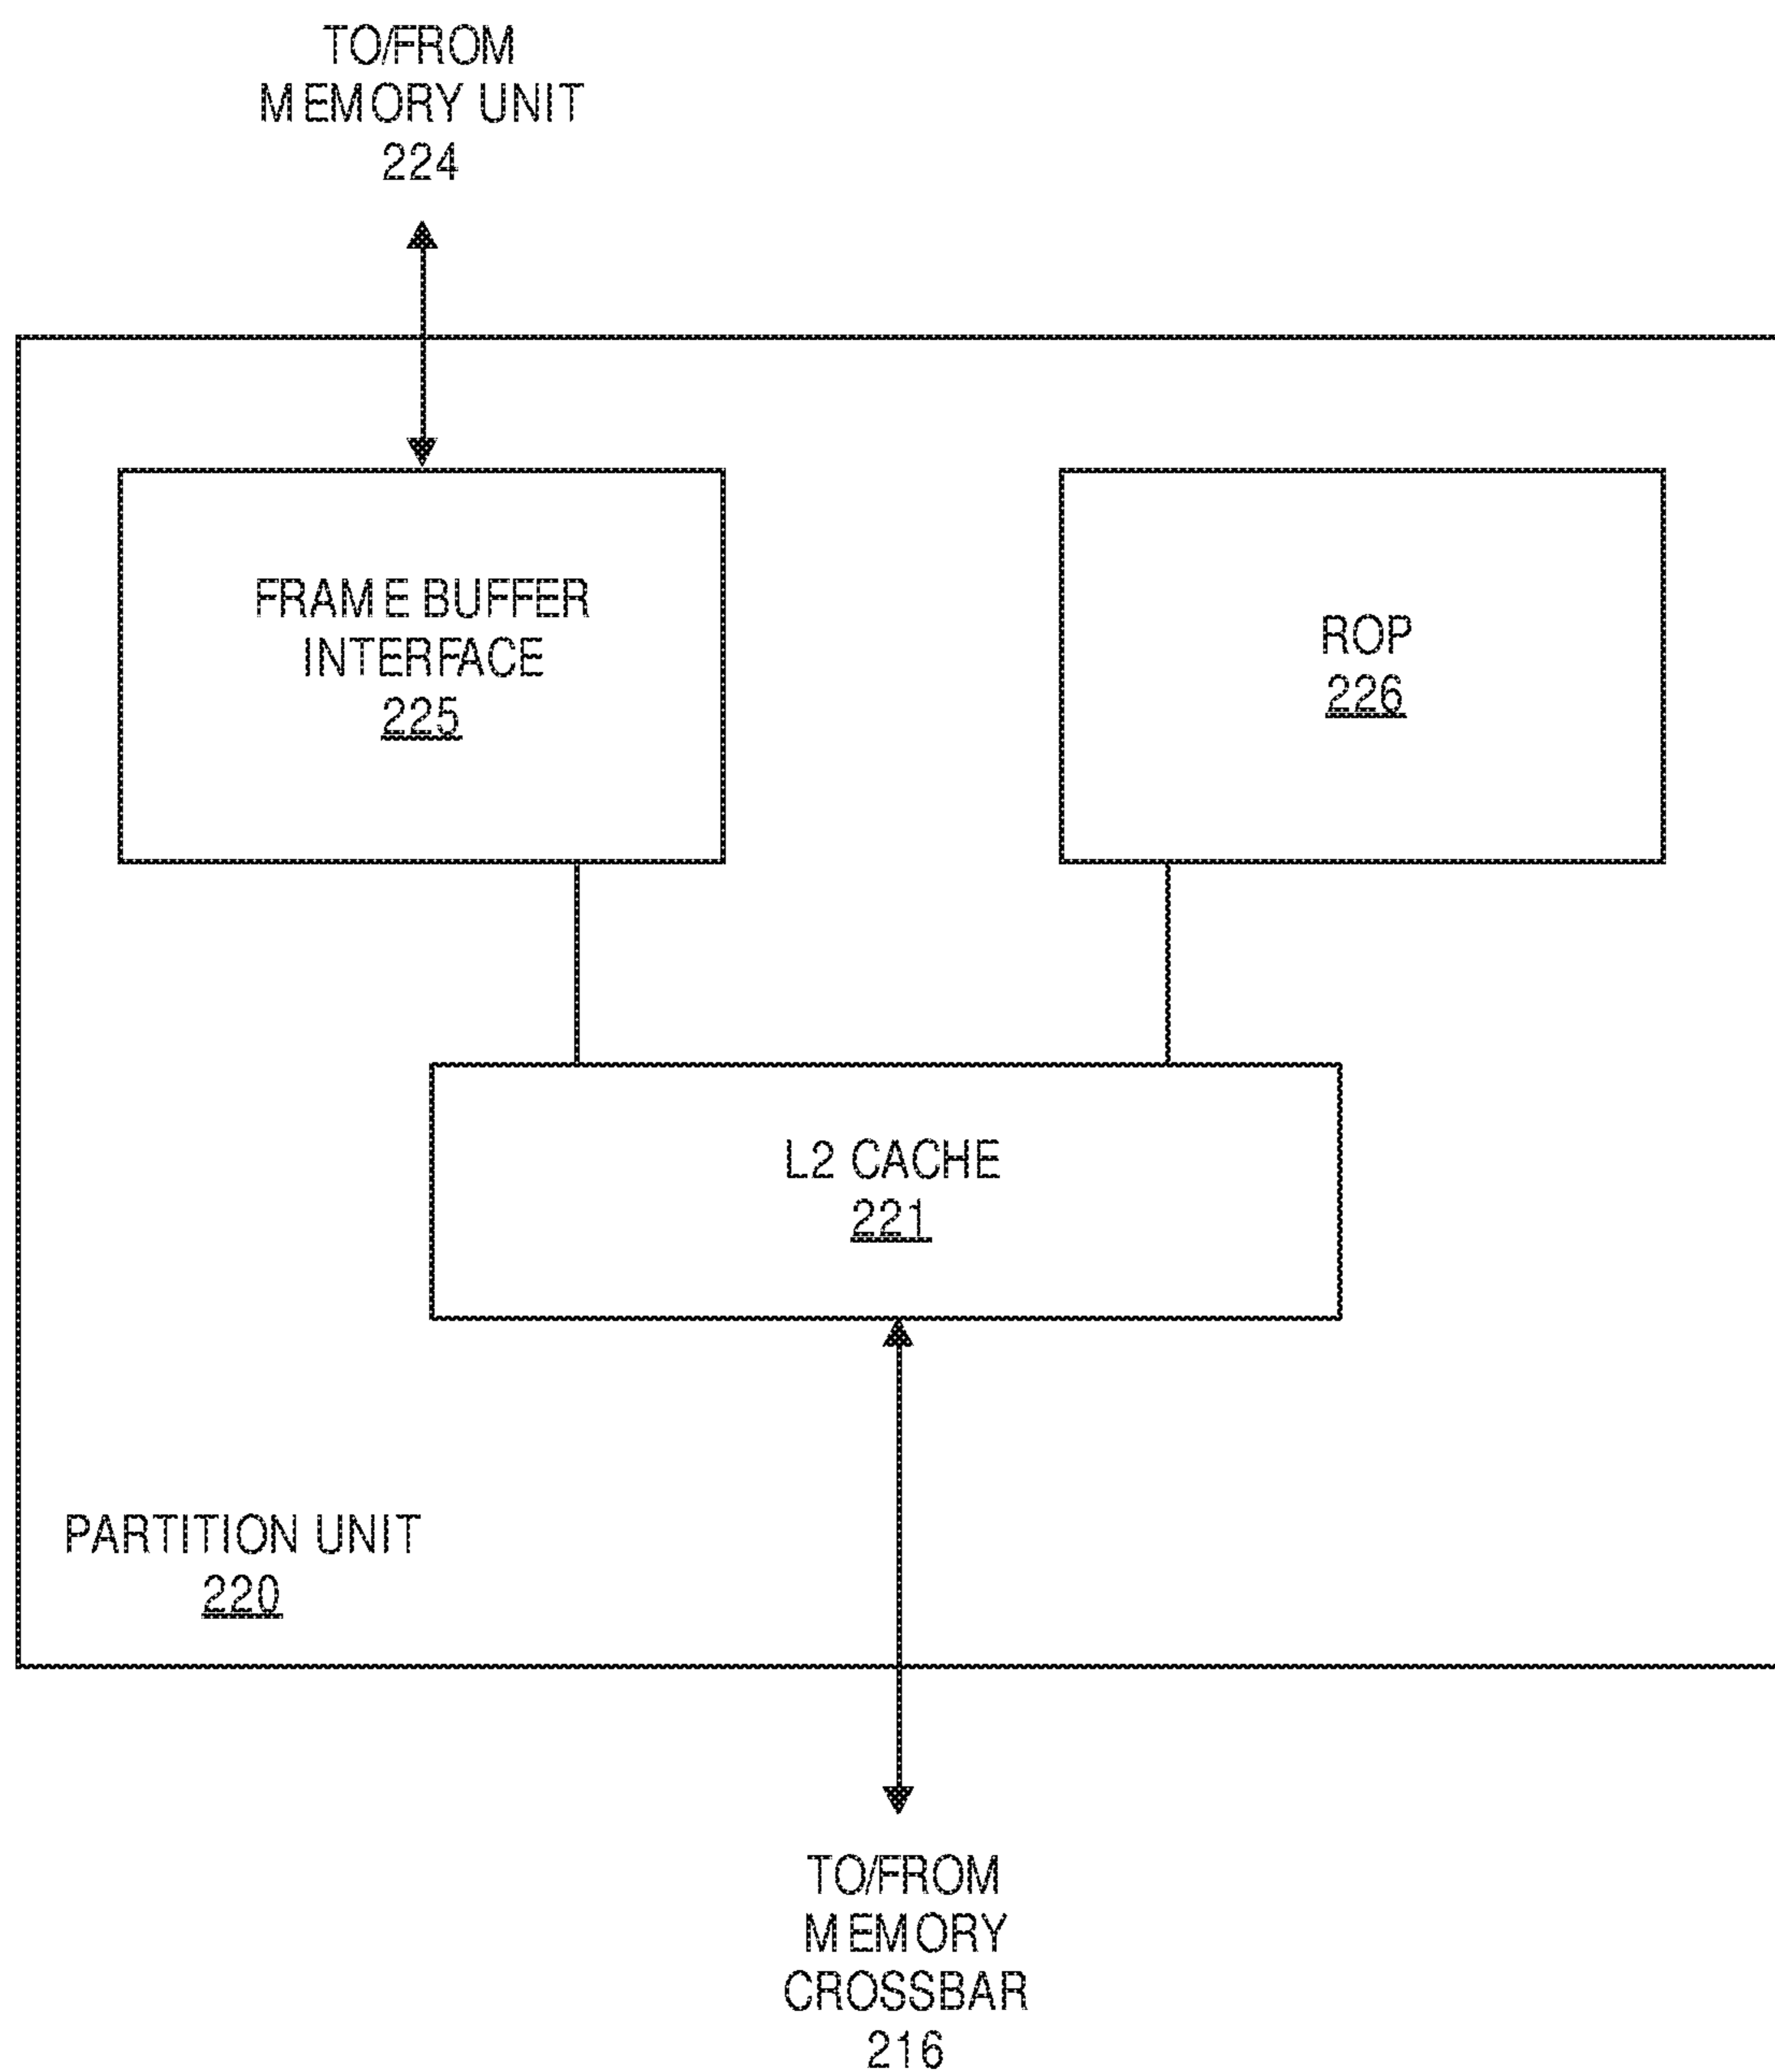 TO/FROM
MEMORY UNIT
224
FRAME BUFFER
INTERFACE
225
ROP
226
L2 CACHE
221
PARTITION UNIT
220
TO/FROM
MEMORY
CROSSBAR
216